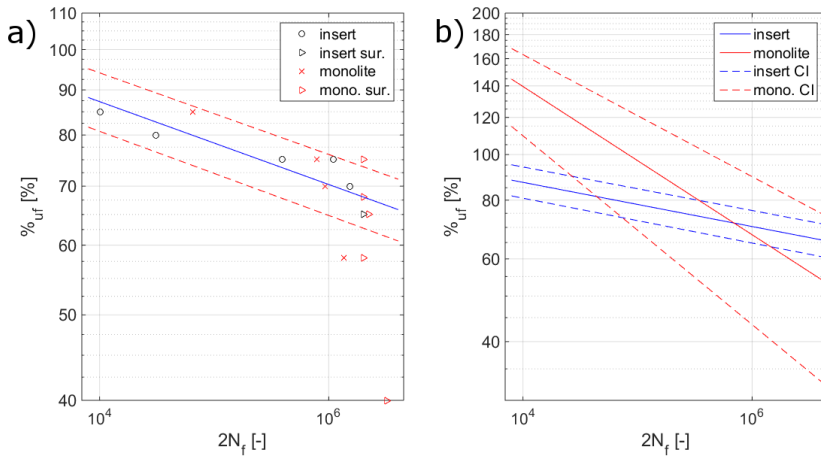 a)
110
100
90
80
70
60
50
40
%uf [%]
10^4
10^6
2N_f [-]
insert
insert sur.
monolite
mono. sur.
b)
200
180
160
140
120
100
80
60
40
%uf [%]
10^4
10^6
2N_f [-]
insert
monolite
insert CI
mono. CI